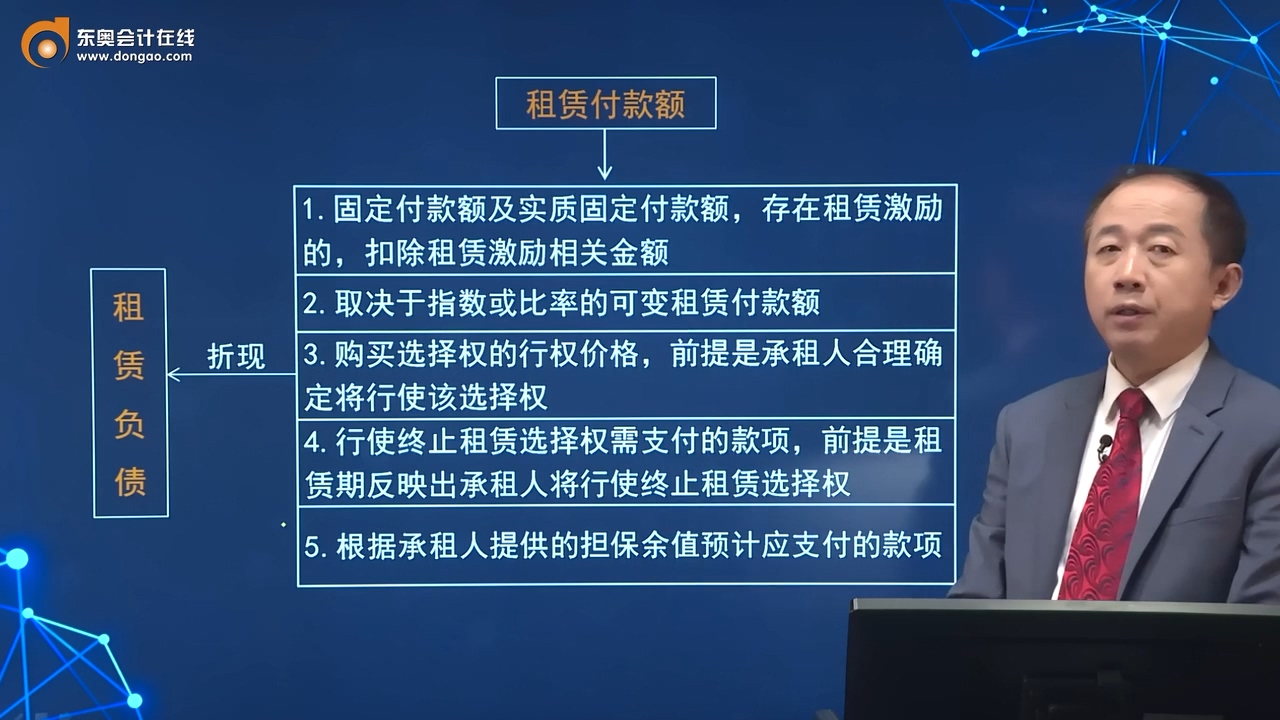 东奥会计在线
www.dongao.com
租赁付款额
1. 固定付款额及实质固定付款额，存在租赁激励
的，扣除租赁激励相关金额
2. 取决于指数或比率的可变租赁付款额
3. 购买选择权的行权价格，前提是承租人合理确
定将行使该选择权
4. 行使终止租赁选择权需支付的款项，前提是租
赁期反映出承租人将行使终止租赁选择权
5. 根据承租人提供的担保余值预计应支付的款项
折现
租
赁
负
债